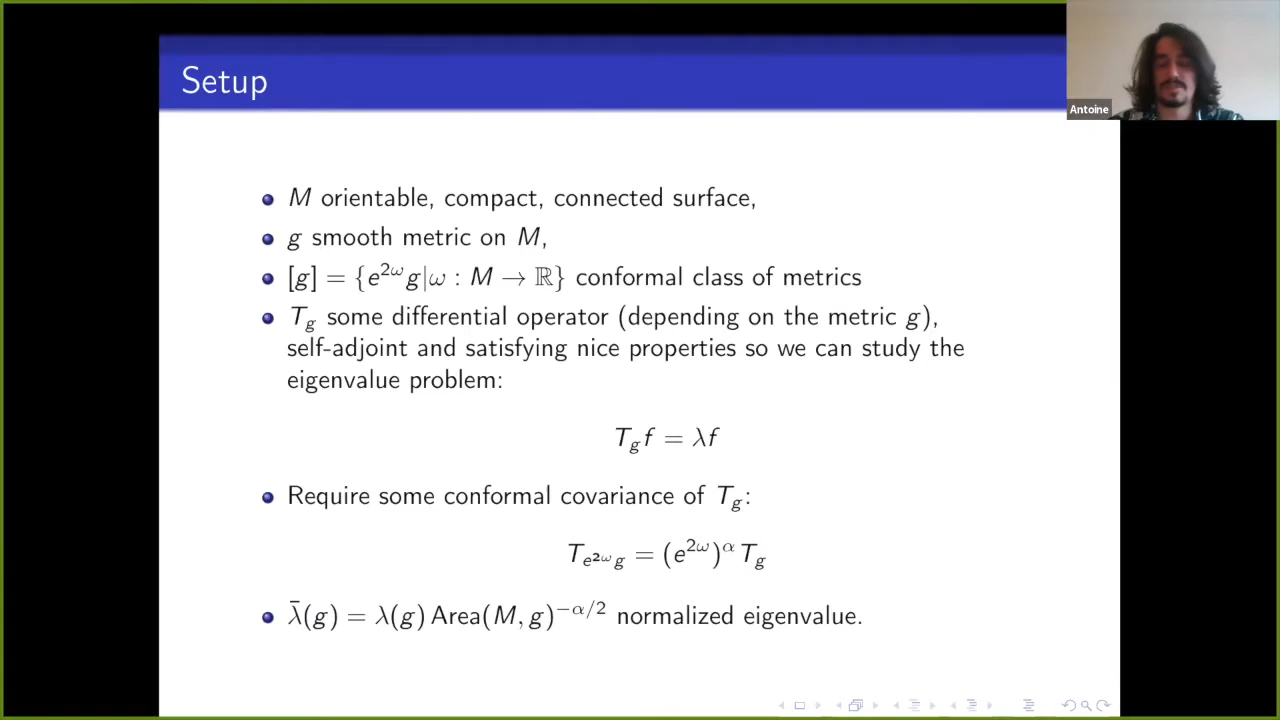 Setup
Antoine
M orientable, compact, connected surface,
g smooth metric on M,
[g] = {e^{2ω}g|ω : M → ℝ} conformal class of metrics
T_g some differential operator (depending on the metric g),
self-adjoint and satisfying nice properties so we can study the
eigenvalue problem:
T_g f = λf
Require some conformal covariance of T_g:
T_{e^{2ω}g} = (e^{2ω})^α T_g
λ̄(g) = λ(g) Area(M, g)^{−α/2} normalized eigenvalue.